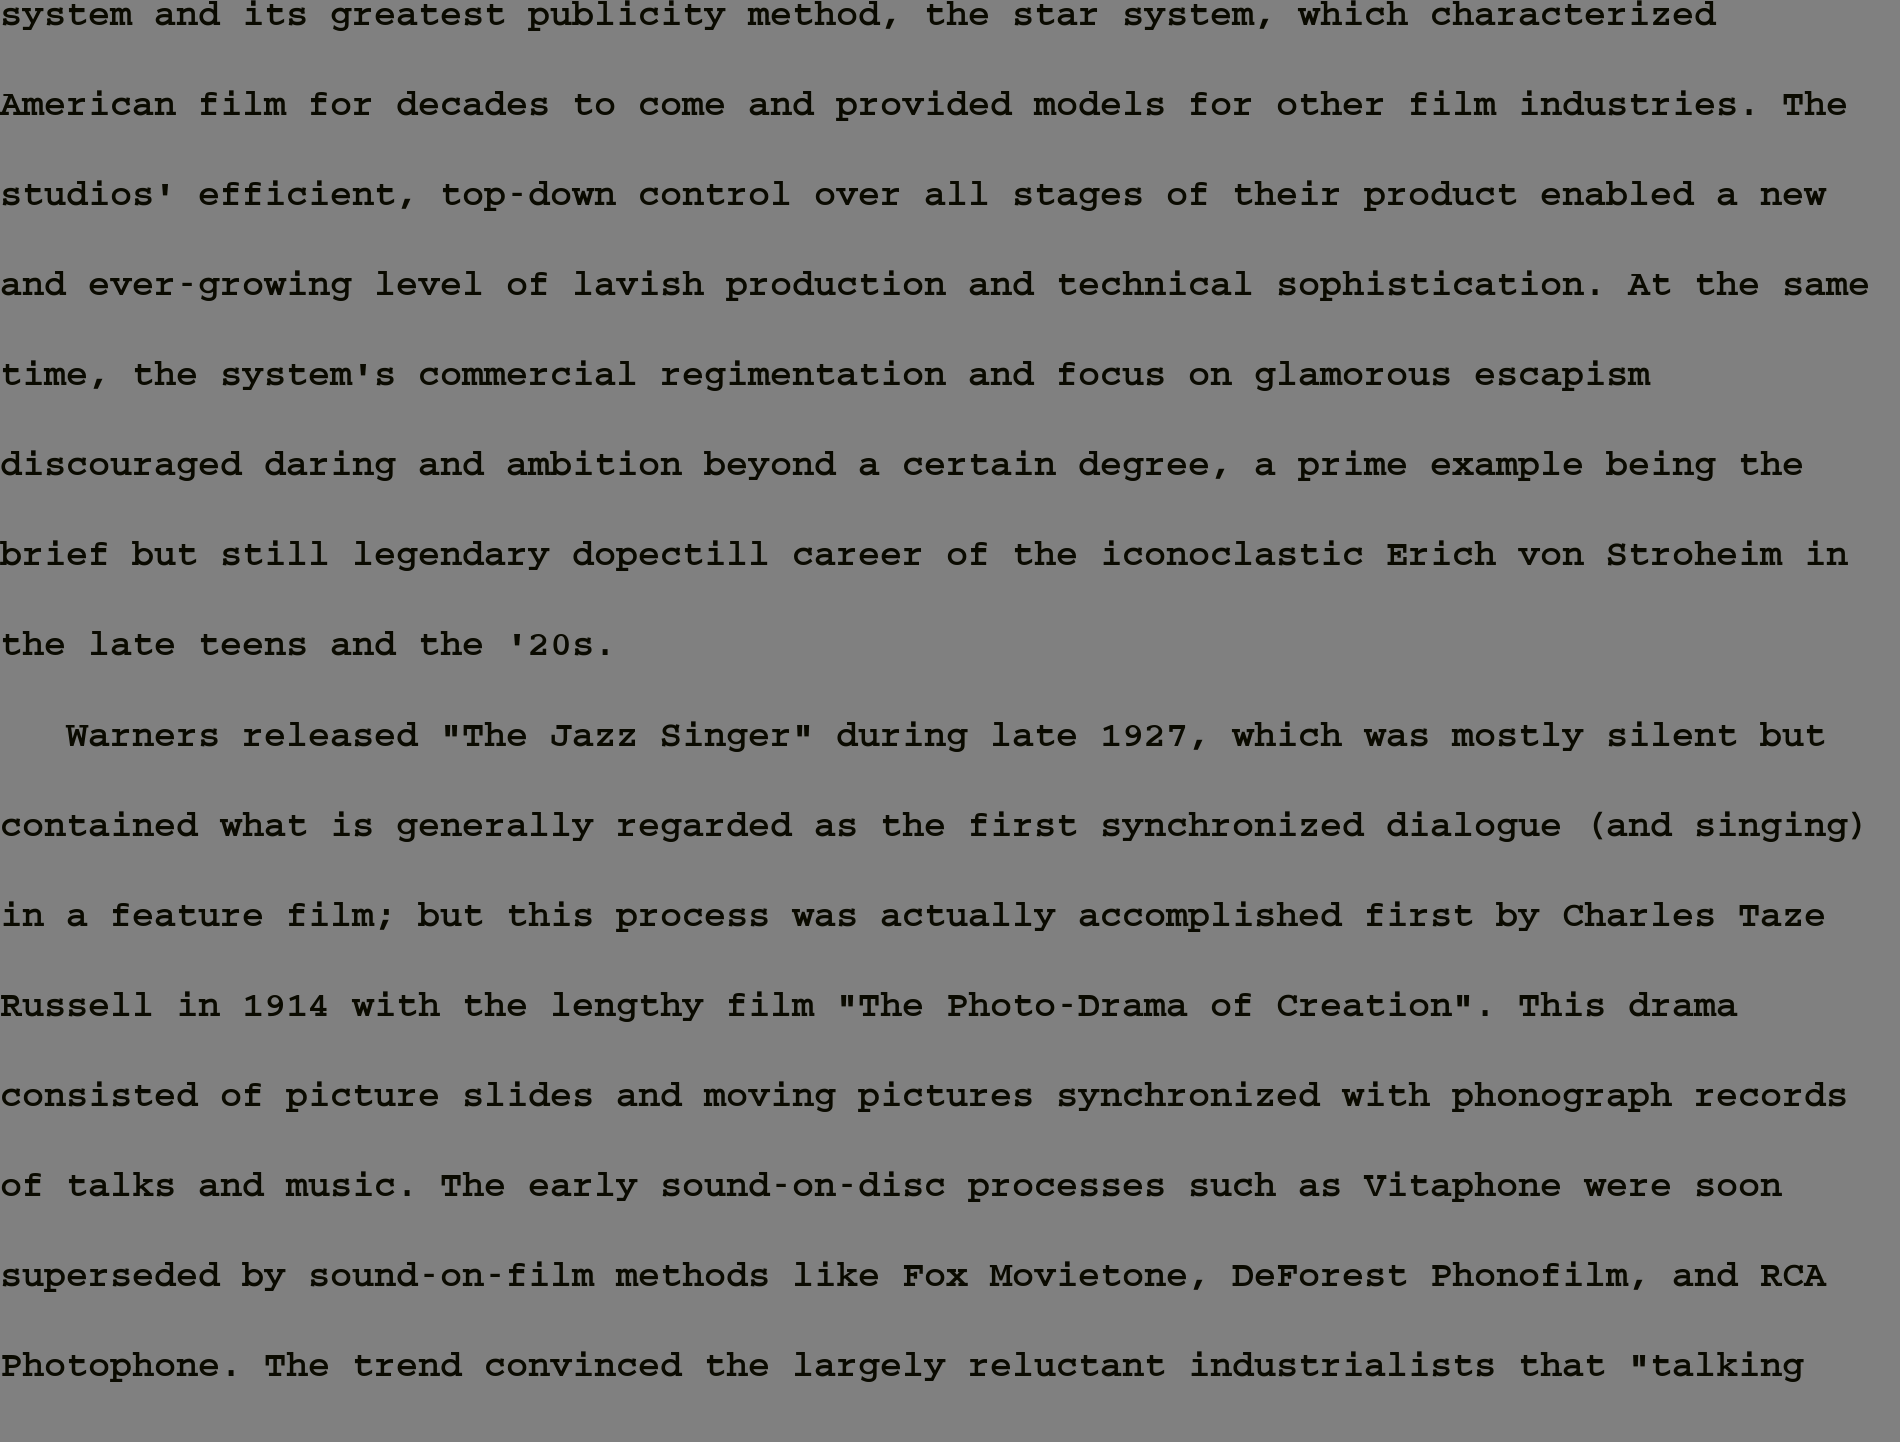 system and its greatest publicity method, the star system, which characterized
American film for decades to come and provided models for other film industries. The
studios' efficient, top-down control over all stages of their product enabled a new
and ever-growing level of lavish production and technical sophistication. At the same
time, the system's commercial regimentation and focus on glamorous escapism
discouraged daring and ambition beyond a certain degree, a prime example being the
brief but still legendary dopectill career of the iconoclastic Erich von Stroheim in
the late teens and the '20s.
Warners released "The Jazz Singer" during late 1927, which was mostly silent but
contained what is generally regarded as the first synchronized dialogue (and singing)
in a feature film; but this process was actually accomplished first by Charles Taze
Russell in 1914 with the lengthy film "The Photo-Drama of Creation". This drama
consisted of picture slides and moving pictures synchronized with phonograph records
of talks and music. The early sound-on-disc processes such as Vitaphone were soon
superseded by sound-on-film methods like Fox Movietone, DeForest Phonofilm, and RCA
Photophone. The trend convinced the largely reluctant industrialists that "talking